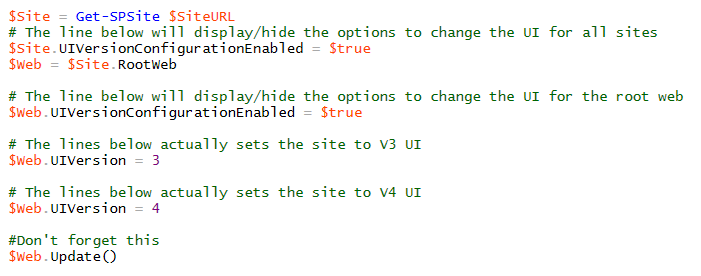 $Site = Get-SPSite $SiteURL
# The line below will display/hide the options to change the UI for all sites
$Site.UIVersionConfigurationEnabled = $true
$Web = $Site.RootWeb
# The line below will display/hide the options to change the UI for the root web
$Web.UIVersionConfigurationEnabled = $true
# The lines below actually sets the site to V3 UI
$Web.UIVersion = 3
# The lines below actually sets the site to V4 UI
$Web.UIVersion = 4
#Don't forget this
$Web.Update()